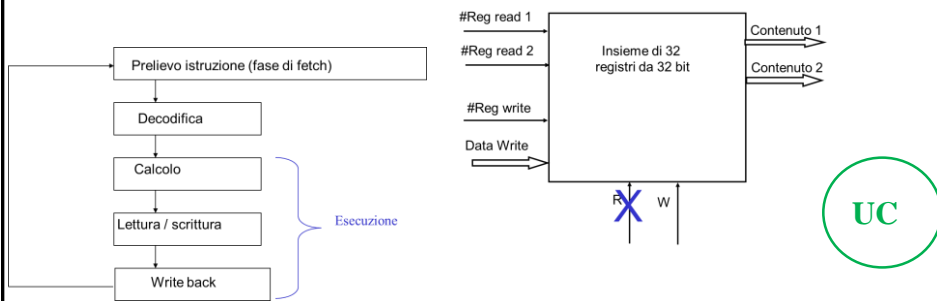 Prelievo istruzione (fase di fetch)
Decodifica
Calcolo
Lettura / scrittura
Write back
Esecuzione
#Reg read 1
#Reg read 2
#Reg write
Data Write
Insieme di 32
registri da 32 bit
Contenuto 1
Contenuto 2
R
W
UC